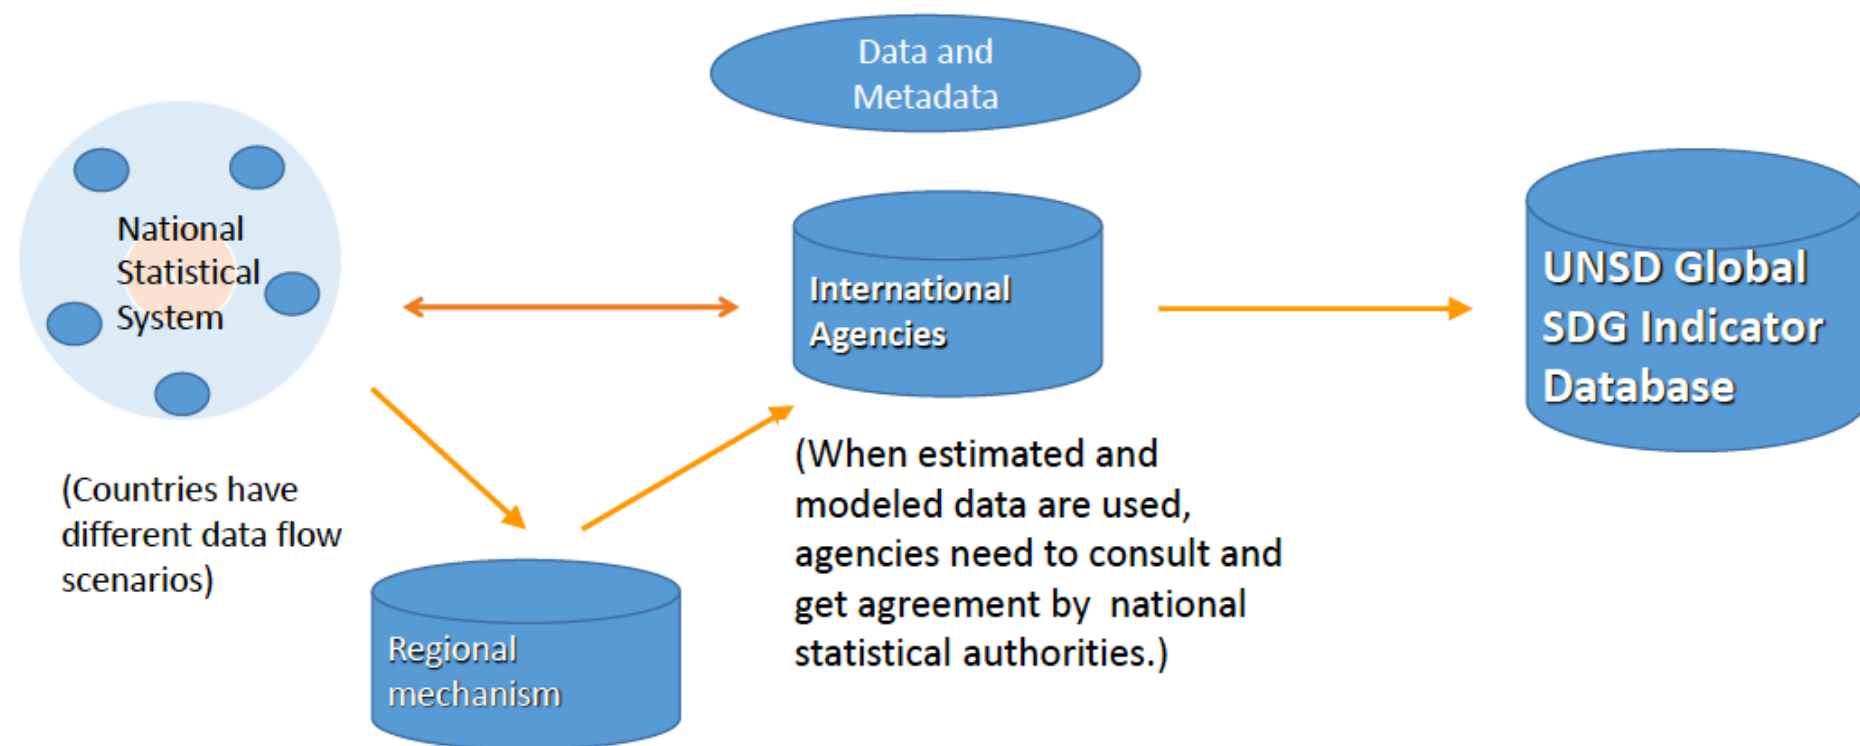 Data and
Metadata
National
Statistical
System
International
Agencies
UNSD Global
SDG Indicator
Database
(Countries have
different data flow
scenarios)
(When estimated and
modeled data are used,
agencies need to consult and
get agreement by  national
statistical authorities.)
Regional
mechanism